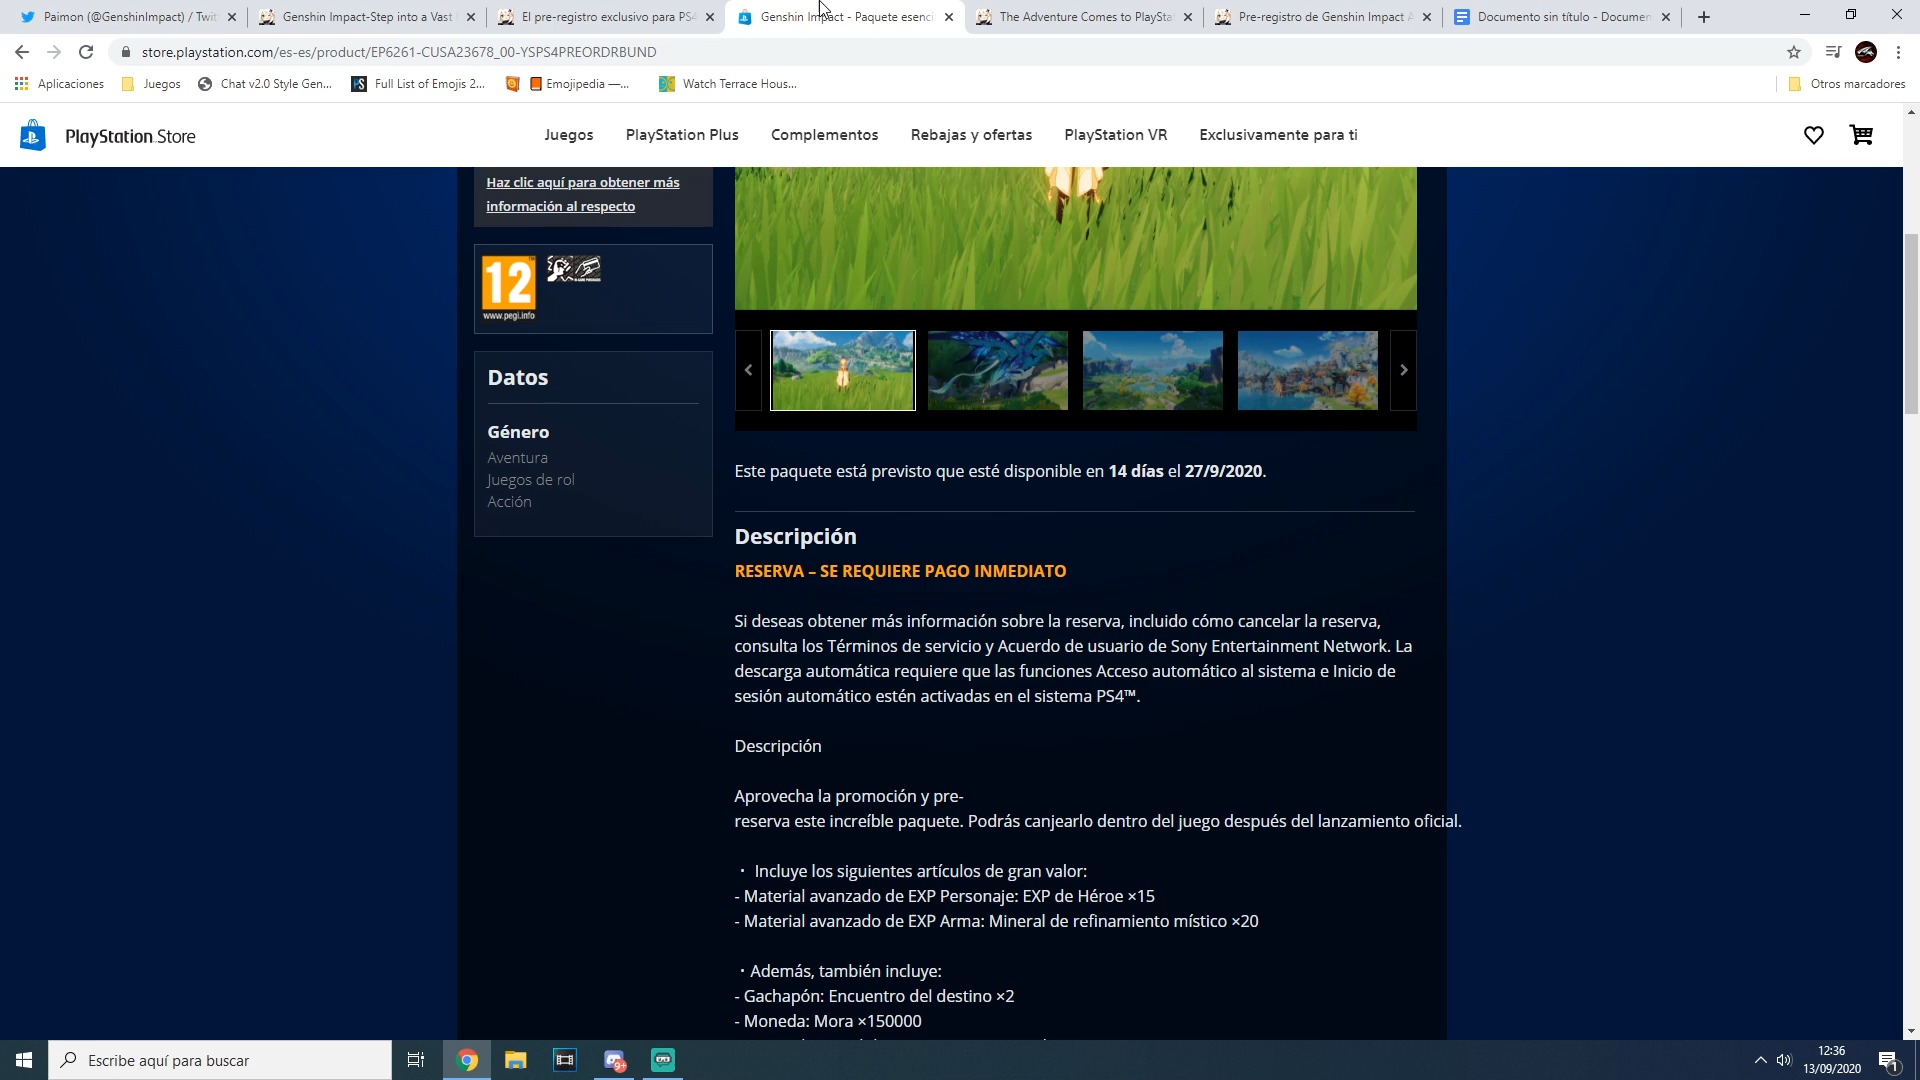 Paimon (@GenshinImpact) / Twit
Genshin Impact-Step into a Vast
El pre-registro exclusivo para PS4
Genshin Impact - Paquete esenci
The Adventure Comes to PlaySta
Pre-registro de Genshin Impact
Documento sin título - Documen
store.playstation.com/es-es/product/EP6261-CUSA23678_00-YSPS4PREORDRBUND
Aplicaciones
Juegos
Chat v2.0 Style Gen...
Full List of Emojis 2...
Emojipedia —...
Watch Terrace Hous...
Otros marcadores
PlayStation Store
Juegos
PlayStation Plus
Complementos
Rebajas y ofertas
PlayStation VR
Exclusivamente para ti
Haz clic aquí para obtener más
información al respecto
12
www.pegi.info
Datos
Género
Aventura
Juegos de rol
Acción
Este paquete está previsto que esté disponible en 14 días el 27/9/2020.
Descripción
RESERVA – SE REQUIERE PAGO INMEDIATO
Si deseas obtener más información sobre la reserva, incluido cómo cancelar la reserva,
consulta los Términos de servicio y Acuerdo de usuario de Sony Entertainment Network. La
descarga automática requiere que las funciones Acceso automático al sistema e Inicio de
sesión automático estén activadas en el sistema PS4™.
Descripción
Aprovecha la promoción y pre-
reserva este increíble paquete. Podrás canjearlo dentro del juego después del lanzamiento oficial.
・ Incluye los siguientes artículos de gran valor:
- Material avanzado de EXP Personaje: EXP de Héroe ×15
- Material avanzado de EXP Arma: Mineral de refinamiento místico ×20
・Además, también incluye:
- Gachapón: Encuentro del destino ×2
- Moneda: Mora ×150000
Escribe aquí para buscar
9+
12:36
13/09/2020
1